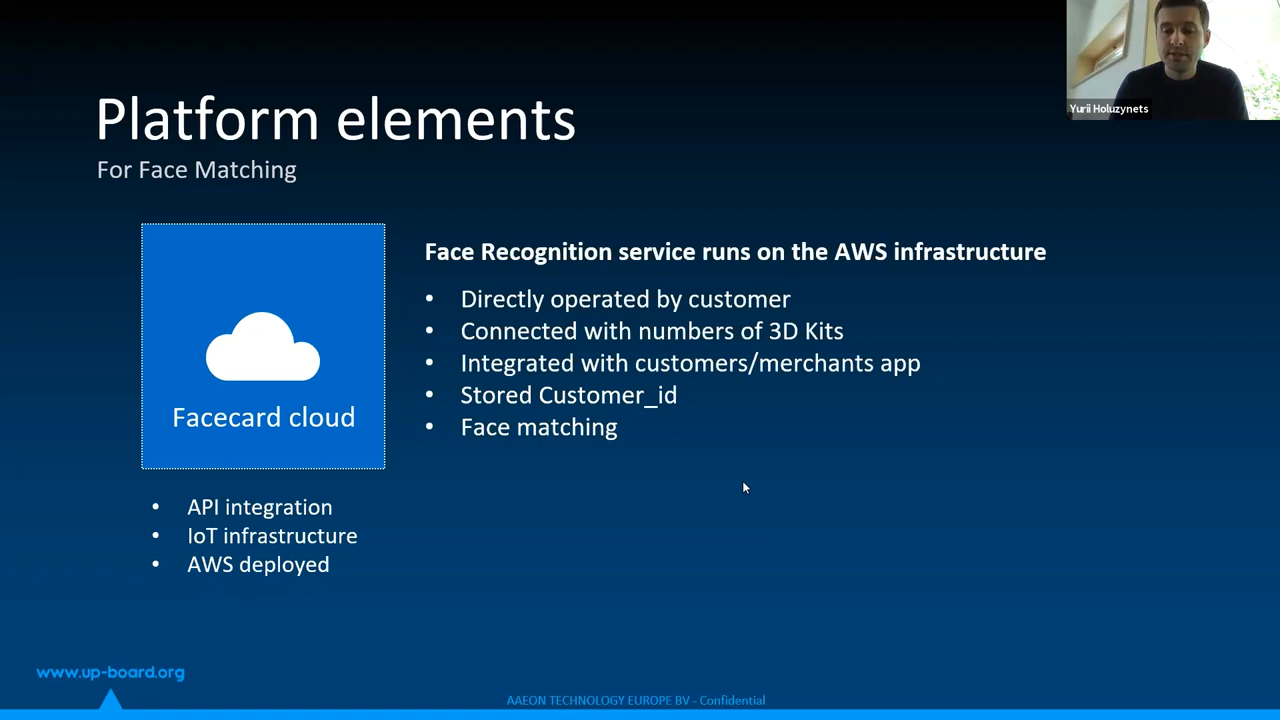 Yurii Holuzynets
Platform elements
For Face Matching
Facecard cloud
• API integration
• IoT infrastructure
• AWS deployed
Face Recognition service runs on the AWS infrastructure
• Directly operated by customer
• Connected with numbers of 3D Kits
• Integrated with customers/merchants app
• Stored Customer_id
• Face matching
www.up-board.org
AAEON TECHNOLOGY EUROPE BV - Confidential